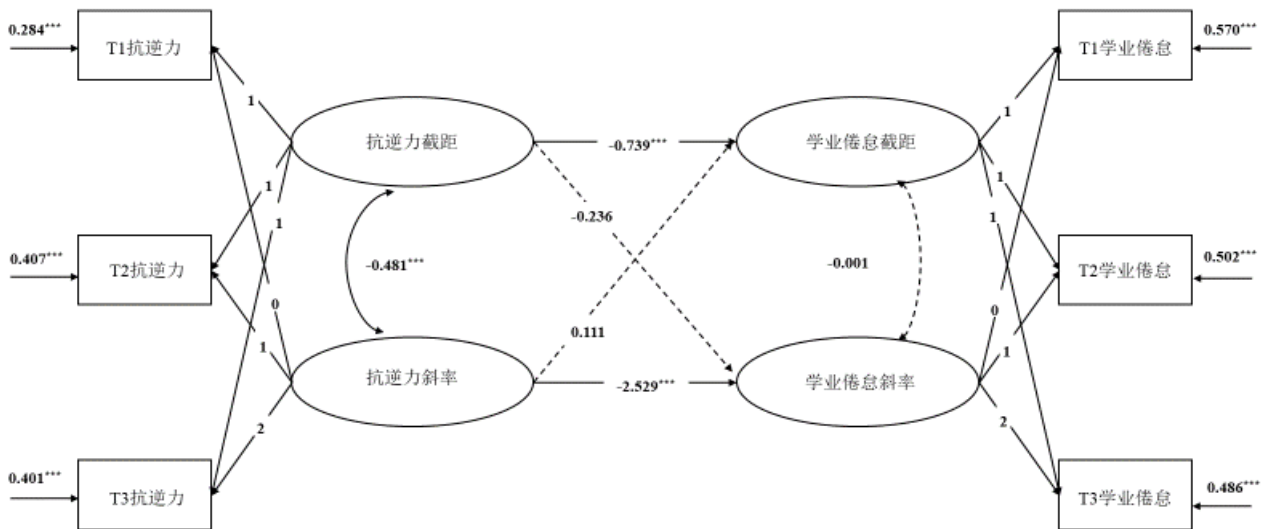 0.284***
T1抗逆力
T1学业倦怠
0.570***
1
1
抗逆力截距
-0.739***
学业倦怠截距
1
1
1
1
-0.236
0.407***
T2抗逆力
-0.481***
-0.001
T2学业倦怠
0.502***
0
0
0.111
1
1
抗逆力斜率
-2.529***
学业倦怠斜率
2
2
0.401***
T3抗逆力
T3学业倦怠
0.486***